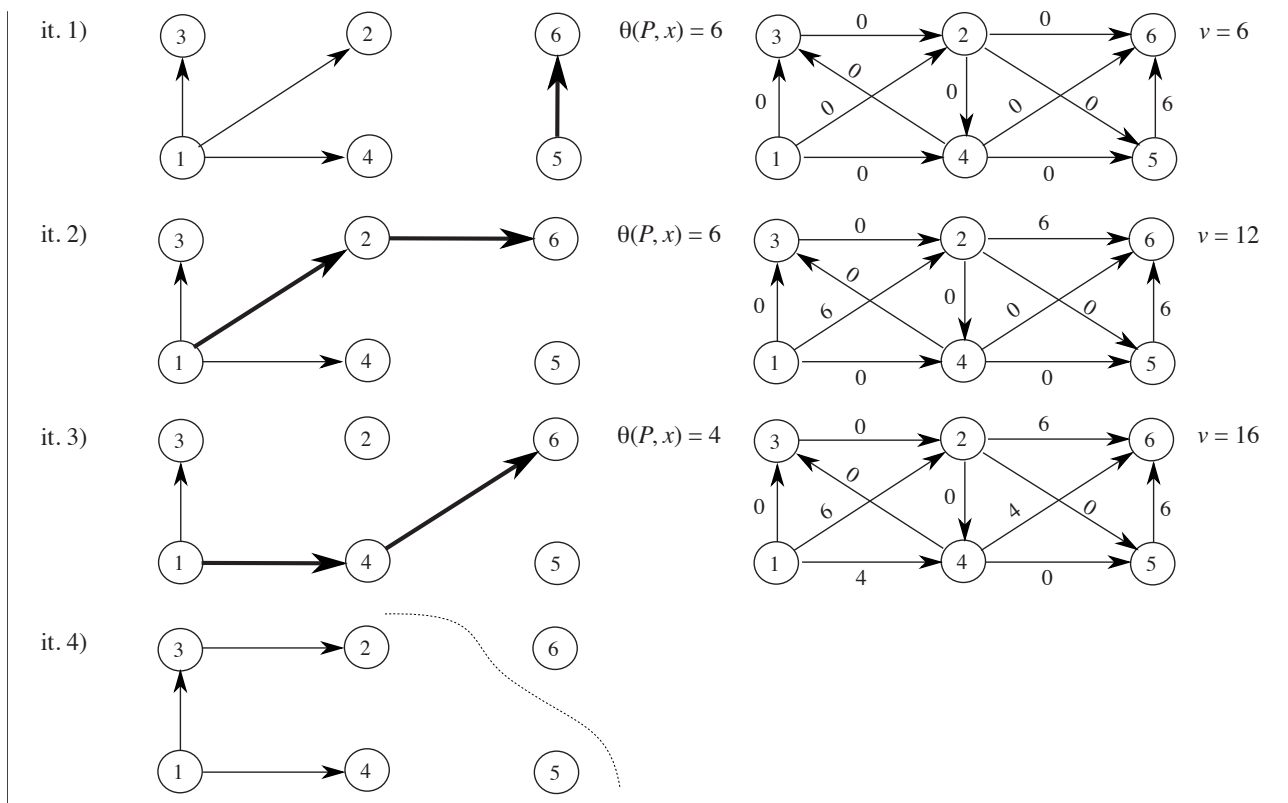 it. 1)
3 2 6
1 4 5
θ(P, x) = 6
3 0 2 0 6
0 0 0 0 0 0 6
1 0 4 0 5
v = 6
it. 2)
3 2 6
1 4 5
θ(P, x) = 6
3 0 2 6 6
0 6 0 0 0 0 6
1 0 4 0 5
v = 12
it. 3)
3 2 6
1 4 5
θ(P, x) = 4
3 0 2 6 6
0 6 0 0 4 0 6
1 4 4 0 5
v = 16
it. 4)
3 2 6
1 4 5